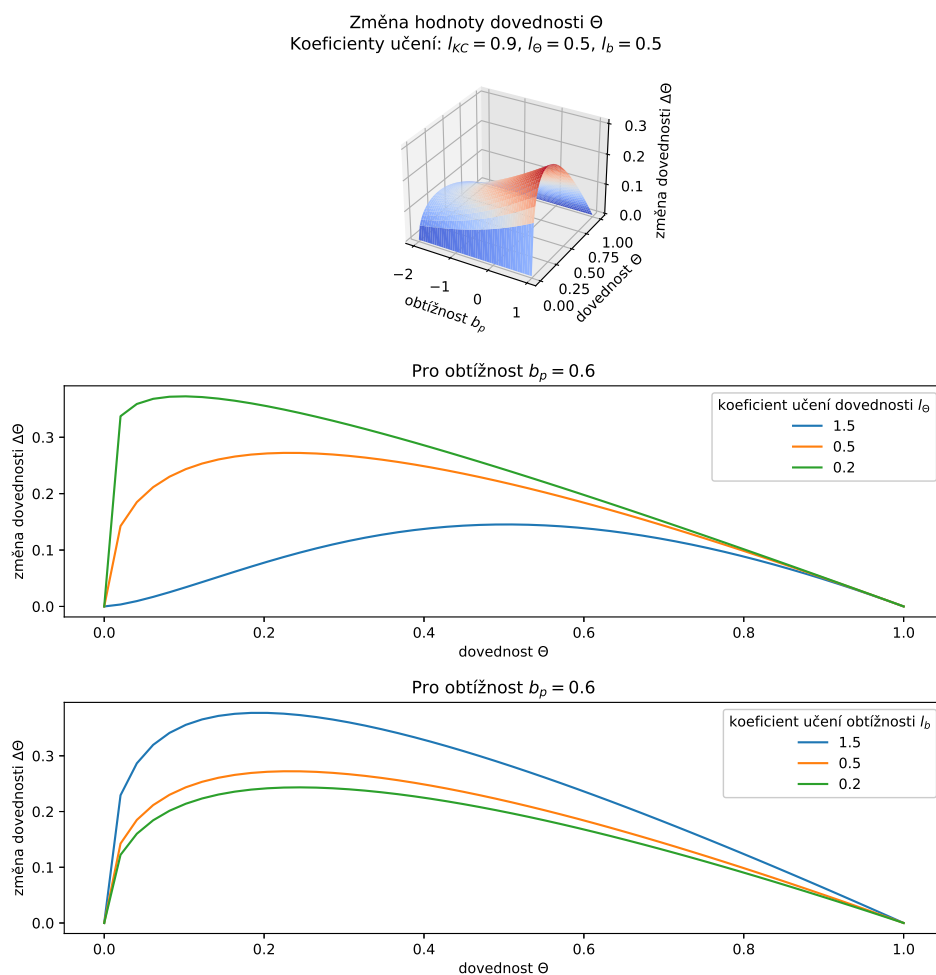 Změna hodnoty dovednosti Θ
Koeficienty učení: l_KC = 0.9, l_Θ = 0.5, l_b = 0.5
změna dovednosti ΔΘ
0.3
0.2
0.1
0.0
−2
−1
0
1
obtížnost b_p
0.00
0.25
0.50
0.75
1.00
dovednost Θ
Pro obtížnost b_p = 0.6
změna dovednosti ΔΘ
0.3
0.2
0.1
0.0
koeficient učení dovednosti l_Θ
1.5
0.5
0.2
0.0 0.2 0.4 0.6 0.8 1.0
dovednost Θ
Pro obtížnost b_p = 0.6
změna dovednosti ΔΘ
0.3
0.2
0.1
0.0
koeficient učení obtížnosti l_b
1.5
0.5
0.2
0.0 0.2 0.4 0.6 0.8 1.0
dovednost Θ